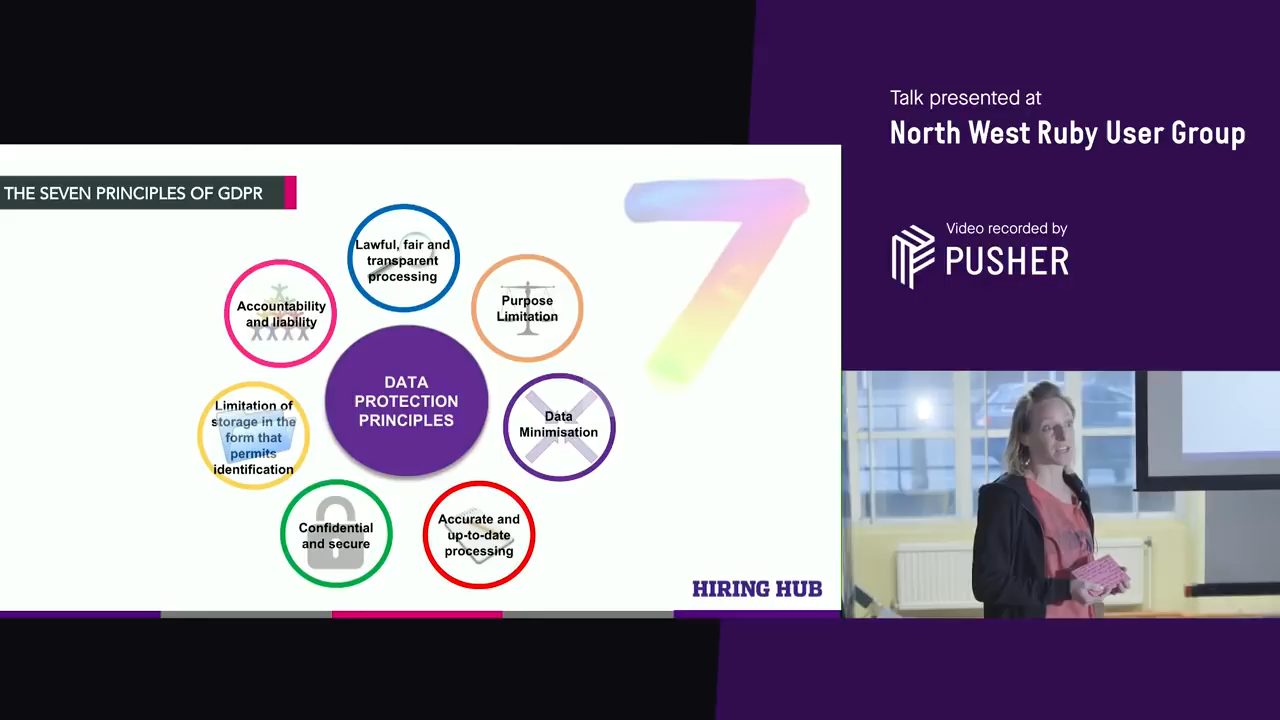 Talk presented at
North West Ruby User Group
Video recorded by
PUSHER
THE SEVEN PRINCIPLES OF GDPR
7
Lawful, fair and
transparent
processing
Purpose
Limitation
Data
Minimisation
Accurate and
up-to-date
processing
Confidential
and secure
Limitation of
storage in the
form that
permits
identification
Accountability
and liability
DATA
PROTECTION
PRINCIPLES
HIRING HUB